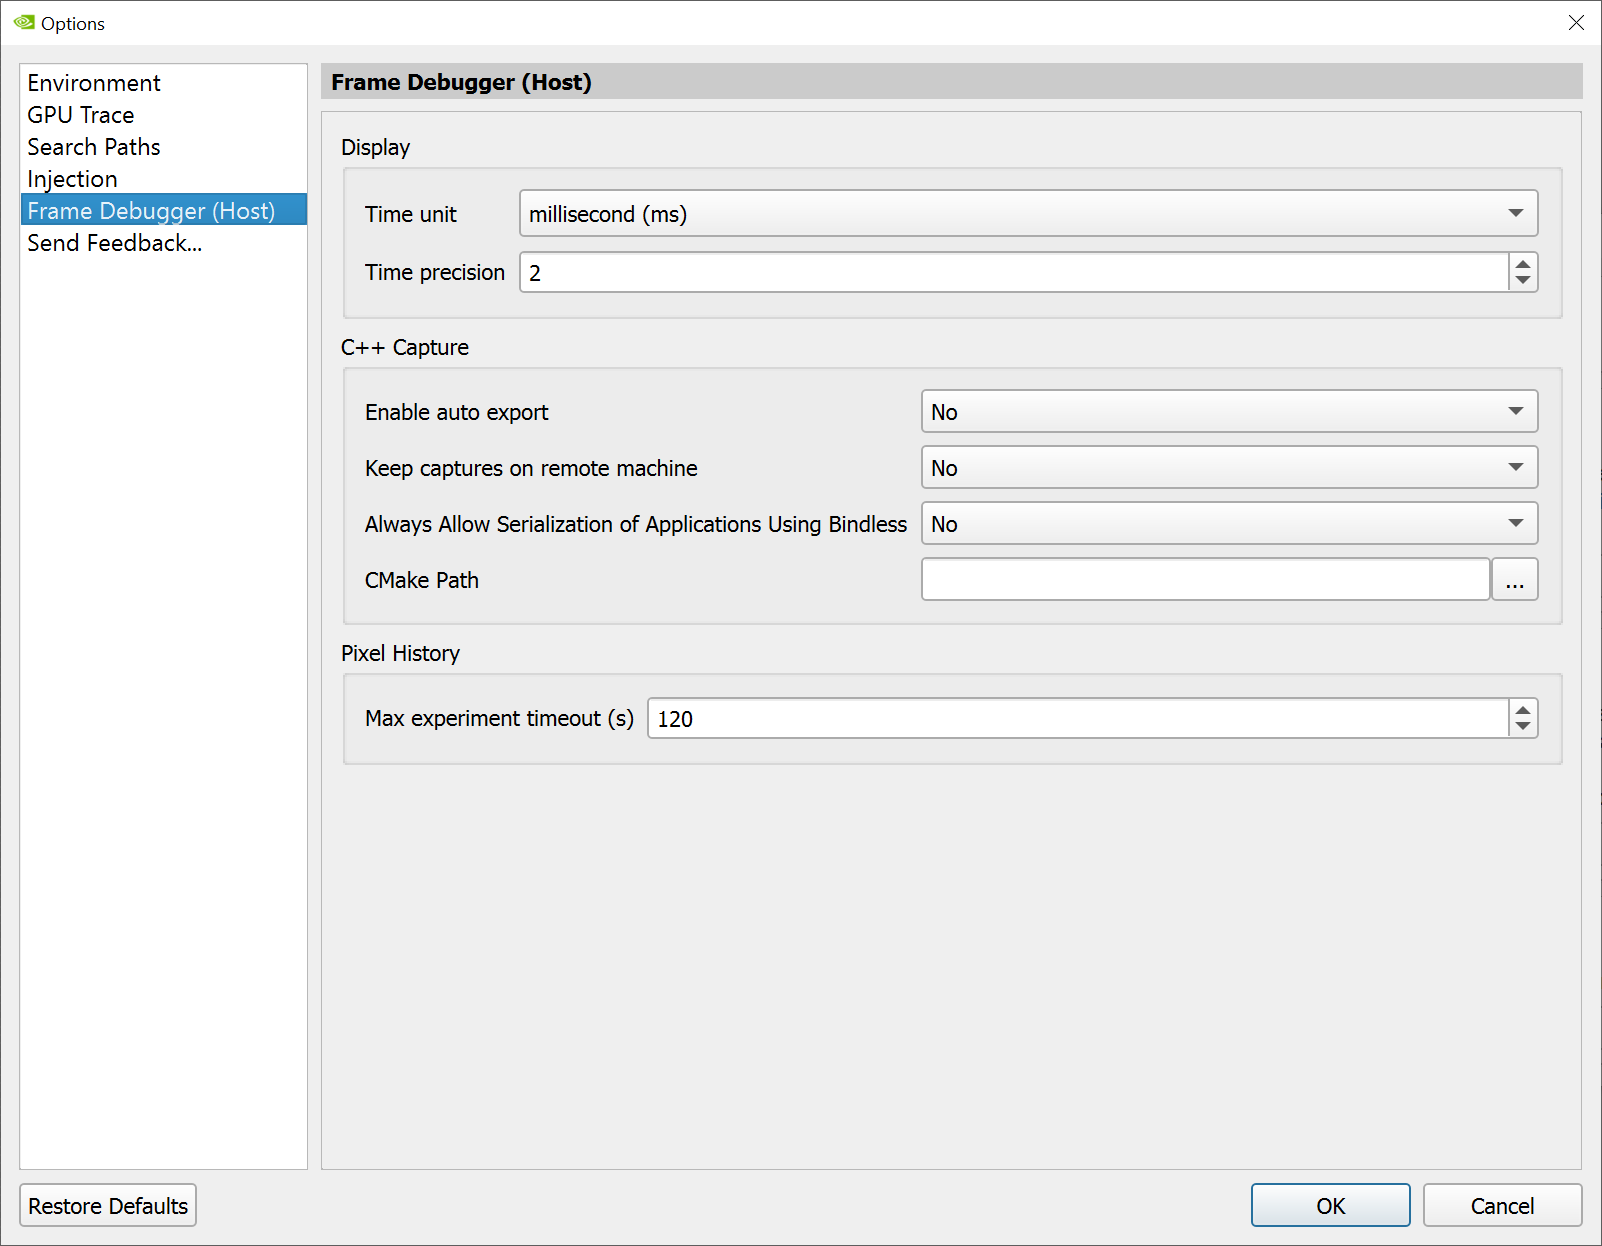 Options
Environment
GPU Trace
Search Paths
Injection
Frame Debugger (Host)
Send Feedback...
Frame Debugger (Host)
Display
Time unit millisecond (ms)
Time precision 2
C++ Capture
Enable auto export No
Keep captures on remote machine No
Always Allow Serialization of Applications Using Bindless No
CMake Path ...
Pixel History
Max experiment timeout (s) 120
Restore Defaults OK Cancel